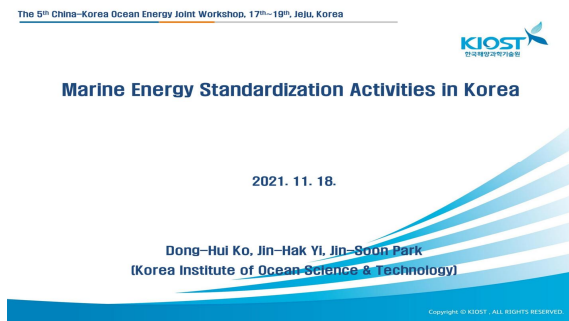 The 5th China-Korea Ocean Energy Joint Workshop, 17th~19th, Jeju, Korea
KIOST
한국해양과학기술원
Marine Energy Standardization Activities in Korea
2021. 11. 18.
Dong-Hui Ko, Jin-Hak Yi, Jin-Soon Park
(Korea Institute of Ocean Science & Technology)
Copyright © KIOST , ALL RIGHTS RESERVED.